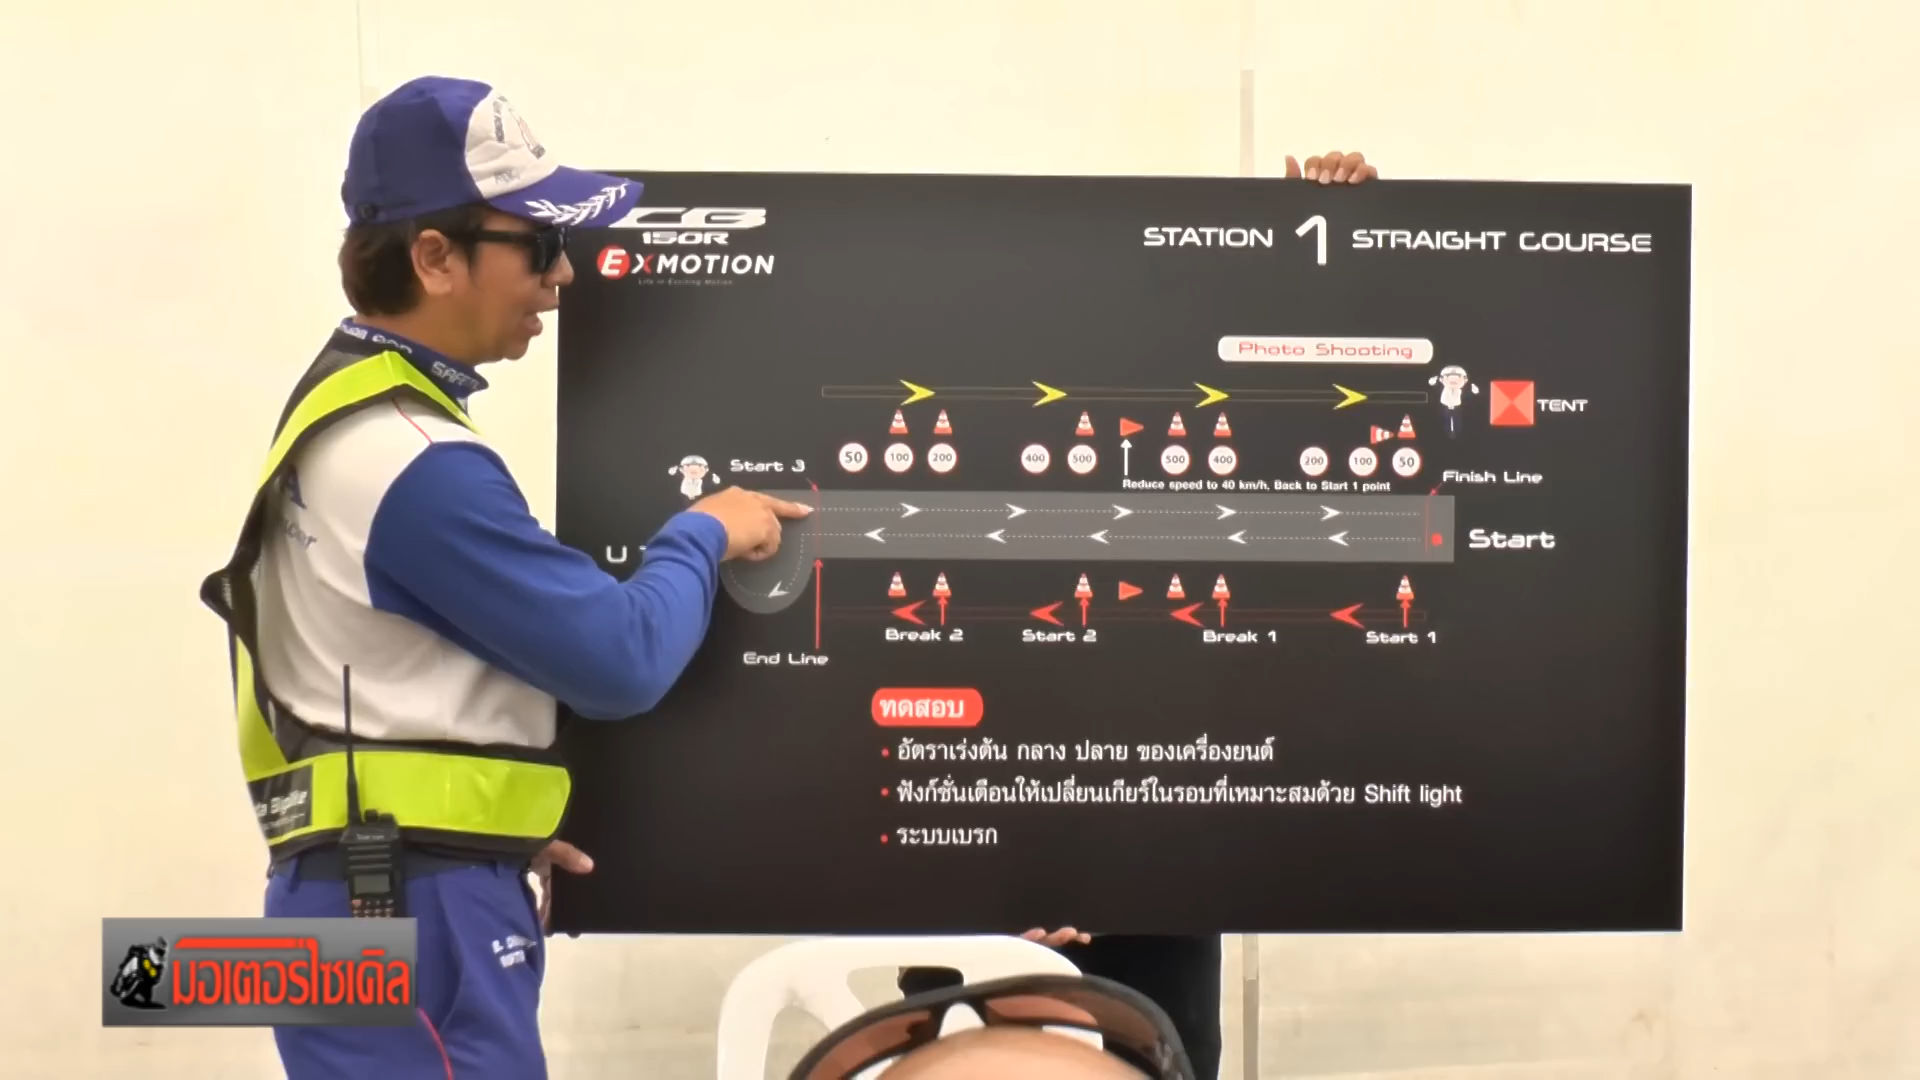 CB
150R
EXMOTION
Life in Exciting Motion
STATION 1 STRAIGHT COURSE
Photo Shooting
TENT
50 100 200 400 500 500 400 200 100 50
Start 3
Finish Line
Reduce speed to 40 km/h, Back to Start 1 point
Start
U
Break 2 Start 2 Break 1 Start 1
End Line
ทดสอบ
• อัตราเร่งต้น กลาง ปลาย ของเครื่องยนต์
• ฟังก์ชั่นเตือนให้เปลี่ยนเกียร์ในรอบที่เหมาะสมด้วย Shift light
• ระบบเบรก
มอเตอร์ไซเคิล